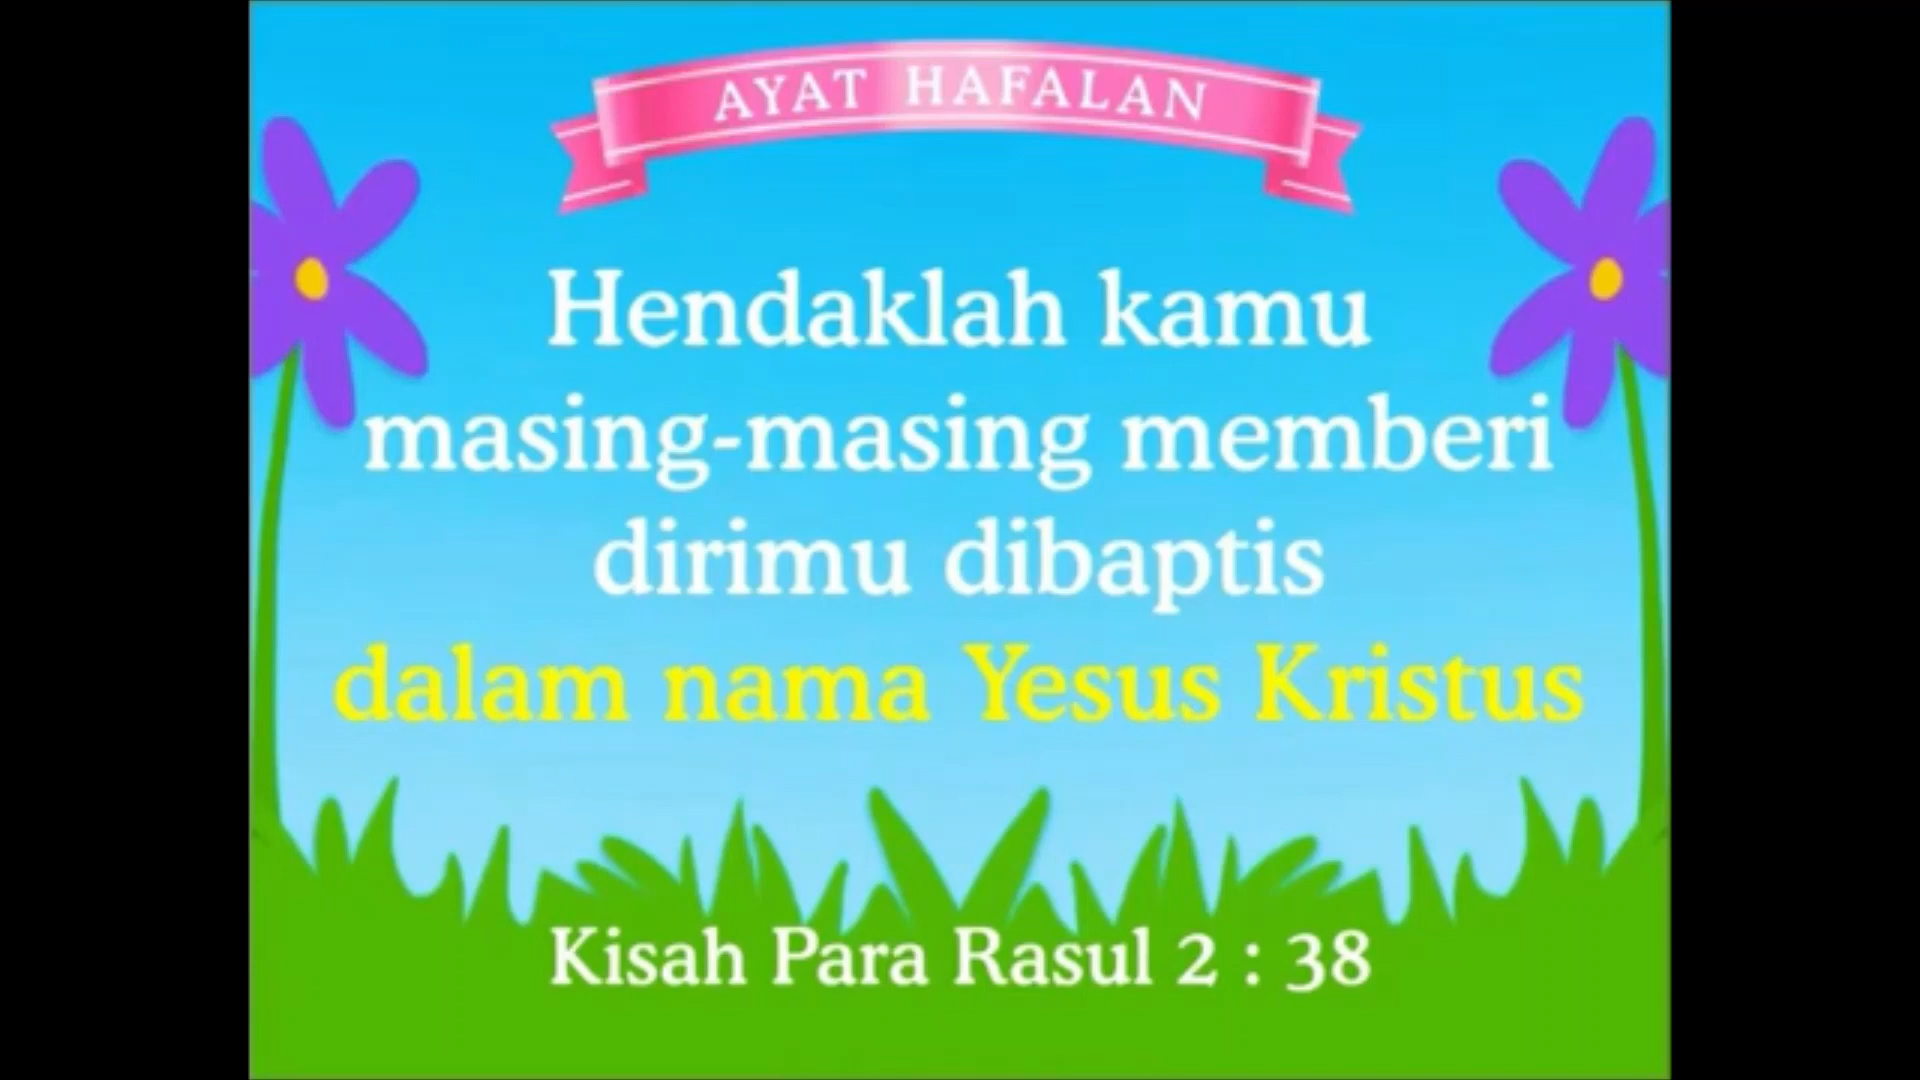 AYAT HAFALAN
Hendaklah kamu
masing-masing memberi
dirimu dibaptis
dalam nama Yesus Kristus
Kisah Para Rasul 2 : 38